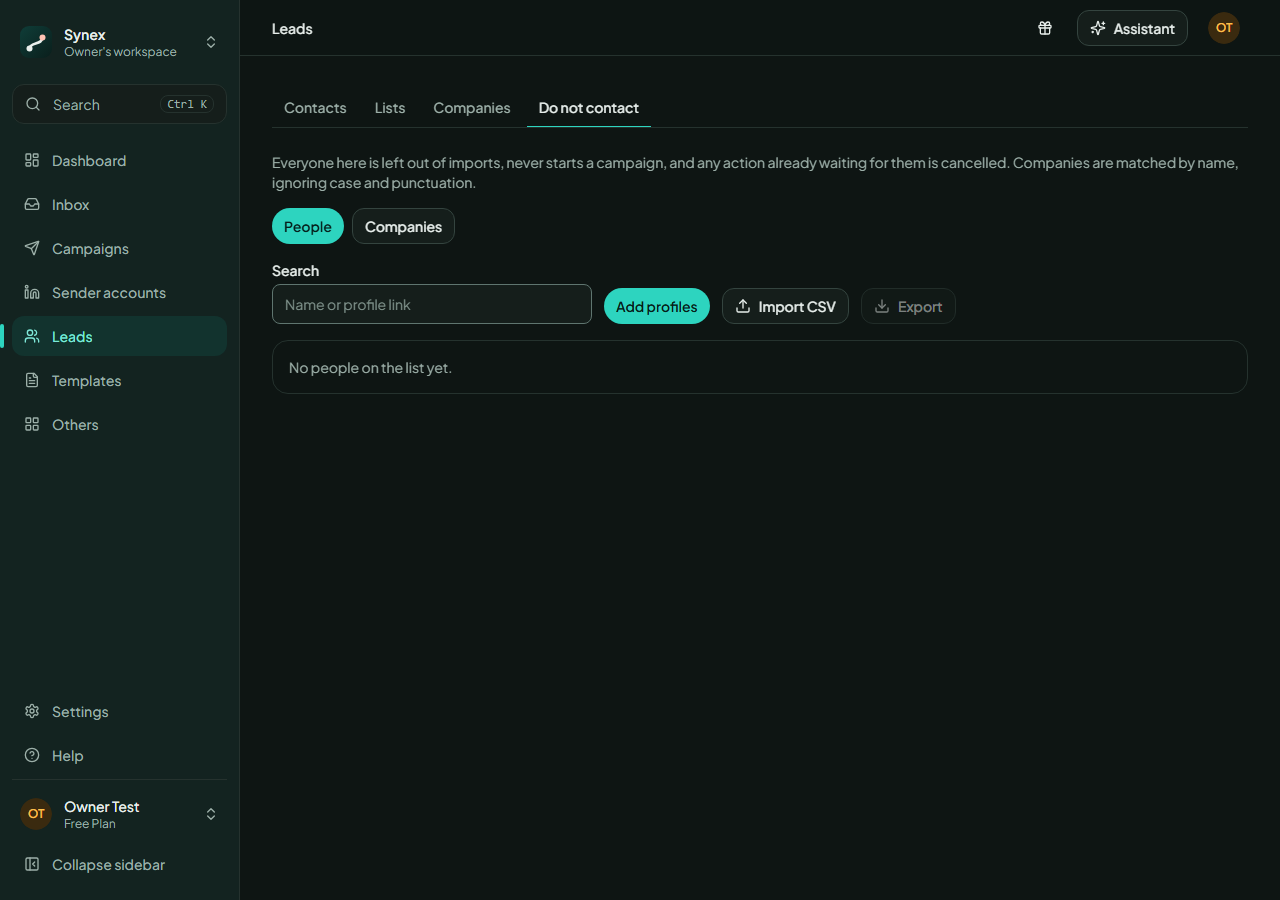 Synex
Owner's workspace
Search
Ctrl K
Dashboard
Inbox
Campaigns
Sender accounts
Leads
Templates
Others
Settings
Help
OT
Owner Test
Free Plan
Collapse sidebar
Leads
Assistant
OT
Contacts
Lists
Companies
Do not contact
Everyone here is left out of imports, never starts a campaign, and any action already waiting for them is cancelled. Companies are matched by name,
ignoring case and punctuation.
People
Companies
Search
Name or profile link
Add profiles
Import CSV
Export
No people on the list yet.